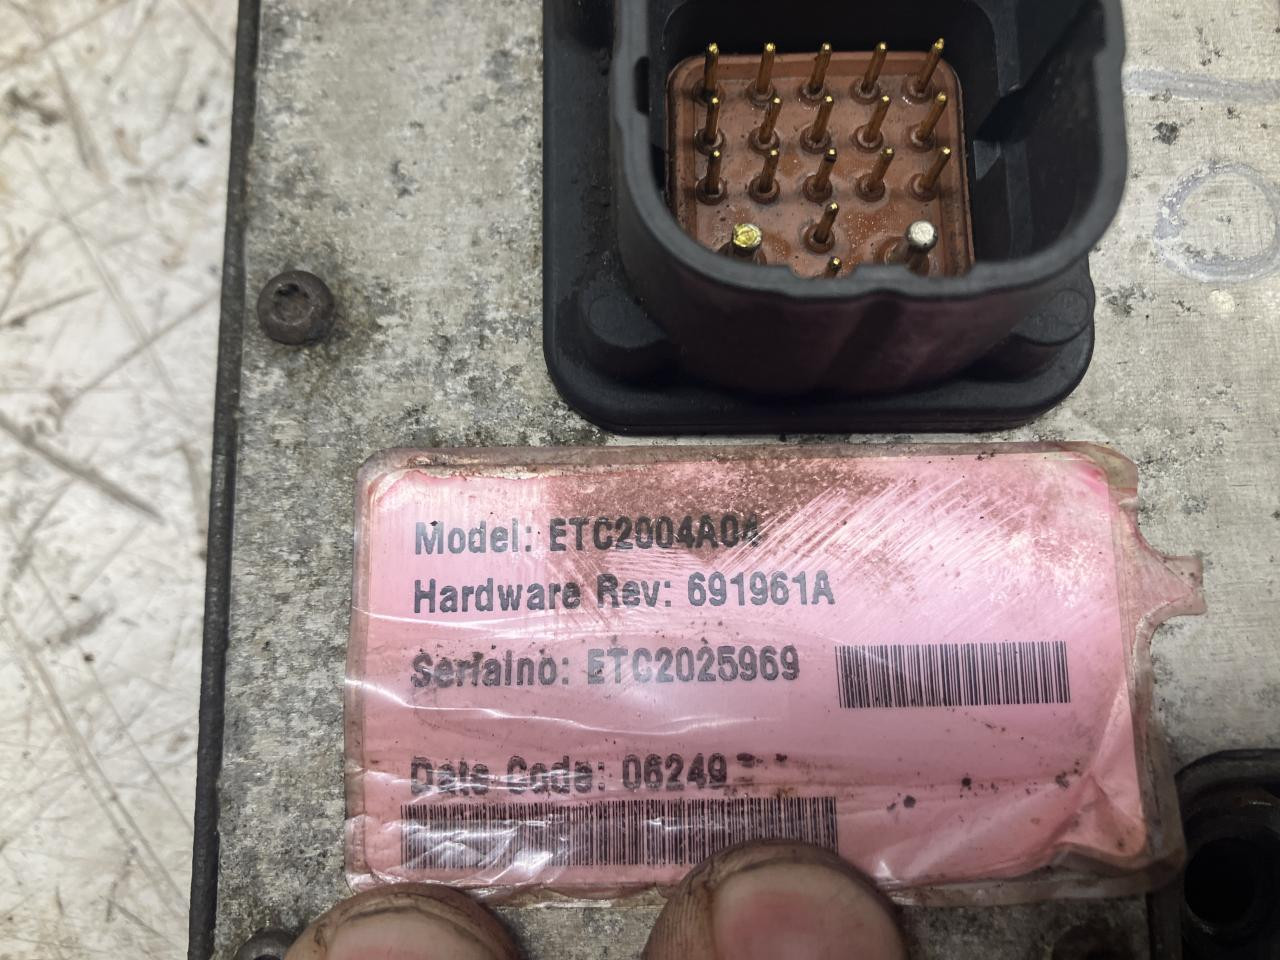 Model: ETC2004A04
Hardware Rev: 691961A
Serialno: ETC2025969
Date Code: 06249